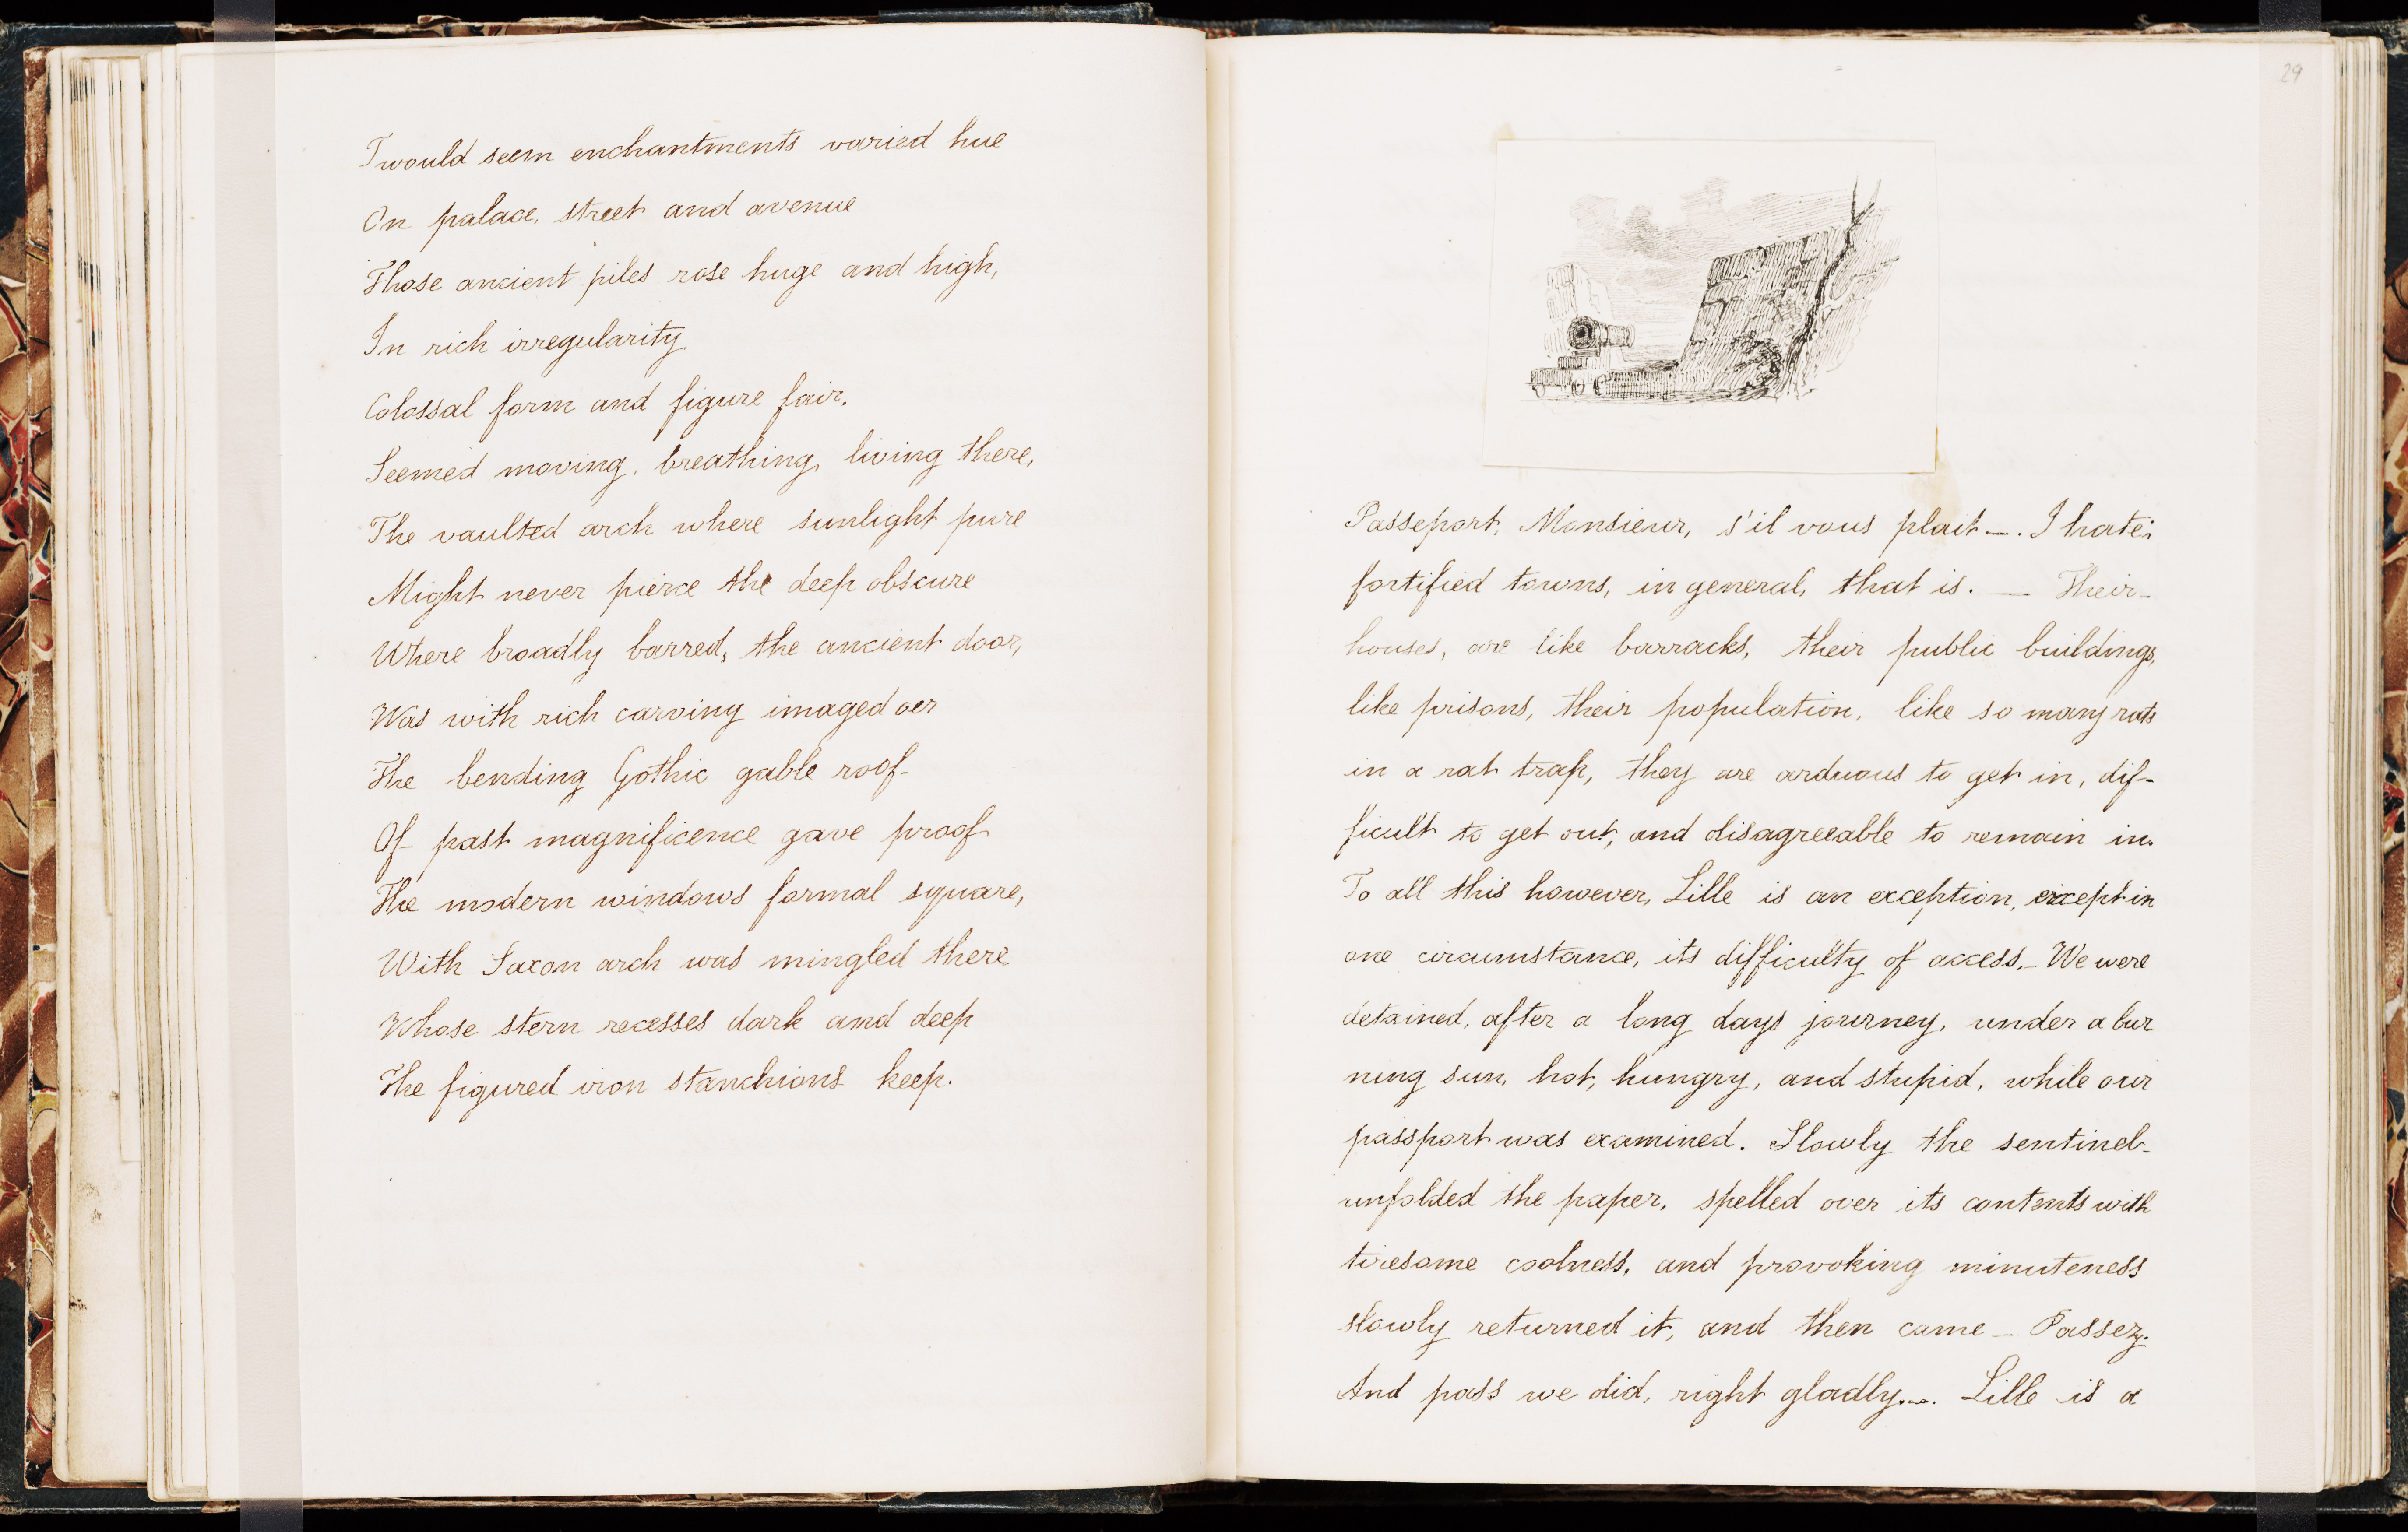 Twould seem enchantments varied hue
On palace, street and avenue
Those ancient piles rose huge and high,
In rich irregularity
Colossal form and figure fair.
Seemed moving, breathing, living there,
The vaulted arch where sunlight pure
Might never pierce the deep obscure
Where broadly barred, the ancient door,
Was with rich carving imaged oer
The bending Gothic gable roof
Of past magnificence gave proof
The modern windows formal square,
With Saxon arch was mingled there
Whose stern recesses dark and deep
The figured iron stanchions keep.
29
Passeport, Monsieur, s'il vous plait —. I hate
fortified towns, in general, that is. — Their
houses, are like barracks, their public buildings,
like prisons, their population, like so many rats
in a rat trap, they are arduous to get in, dif-
ficult to get out, and disagreeable to remain in.
To all this however, Lille is an exception, except in
one circumstance, its difficulty of access. — We were
detained, after a long days journey, under a bur
ning sun, hot, hungry, and stupid, while our
passport was examined. Slowly the sentinel
unfolded the paper, spelled over its contents with
tiresome coolness, and provoking minuteness
slowly returned it, and then came — Passez.
And pass we did, right gladly.—. Lille is a